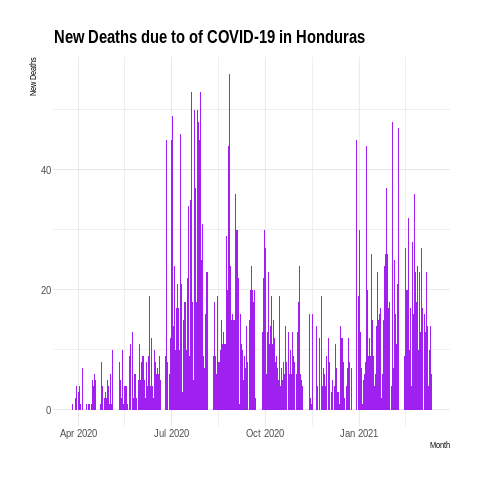 New Deaths due to of COVID-19 in Honduras
New Deaths
40
20
0
Apr 2020
Jul 2020
Oct 2020
Jan 2021
Month